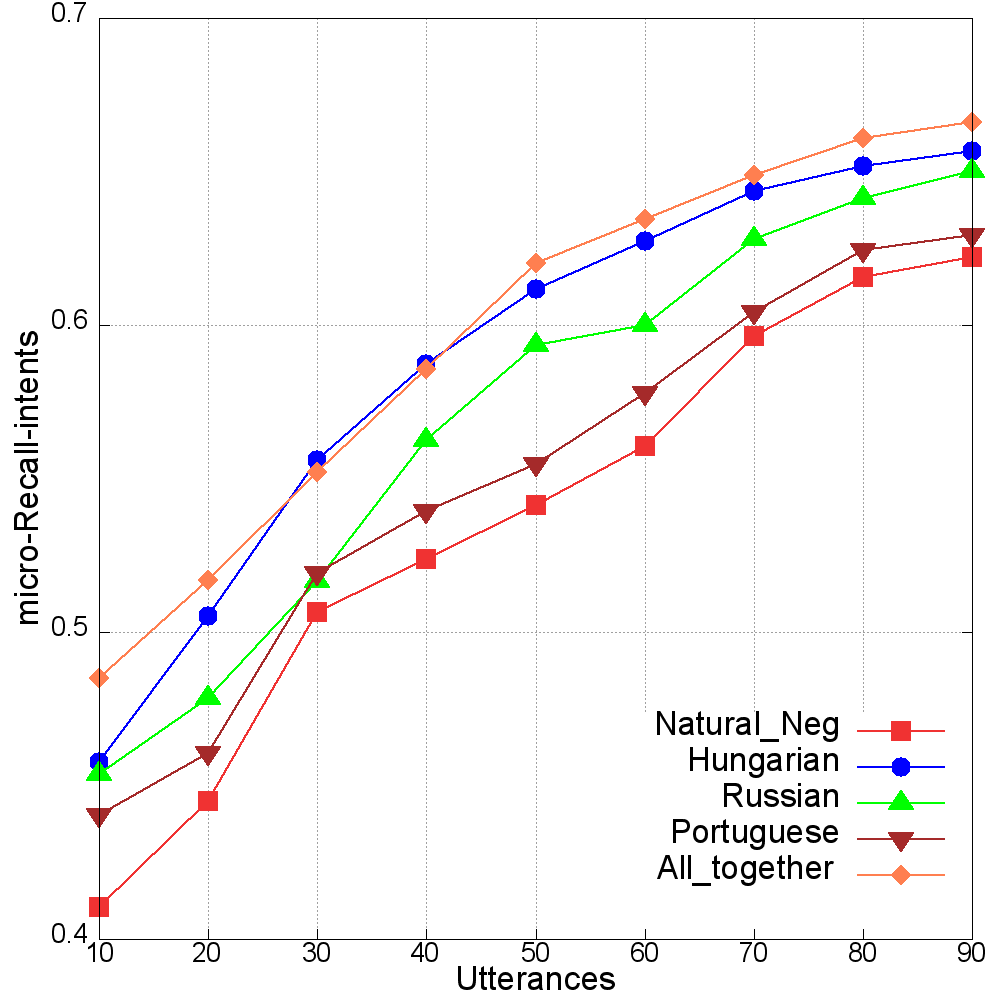 0.7
0.6
0.5
0.4
micro-Recall-intents
10 20 30 40 50 60 70 80 90
Utterances
Natural_Neg
Hungarian
Russian
Portuguese
All_together